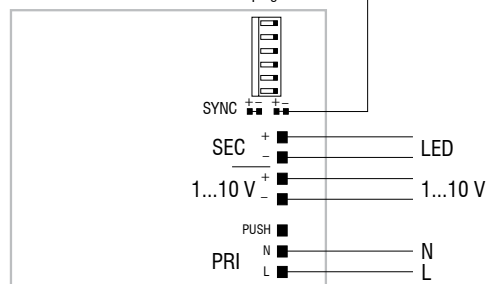 SYNC + - + -
SEC + - LED
1...10 V + - 1...10 V
PUSH
PRI N N
L L